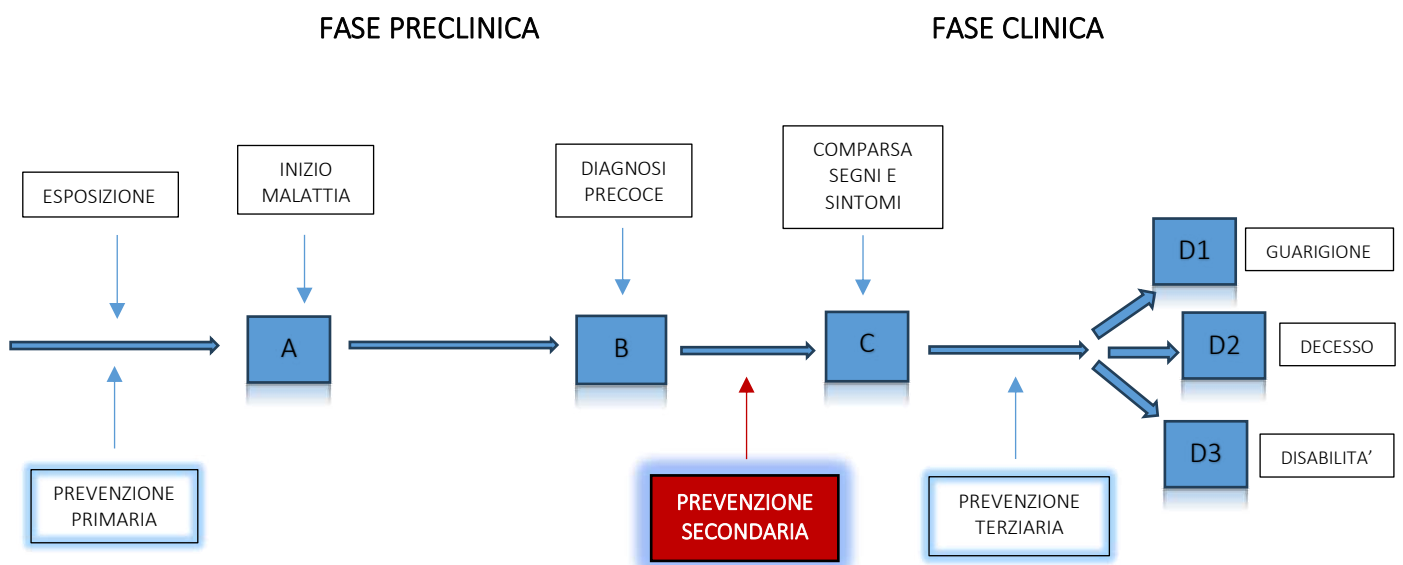 FASE PRECLINICA
FASE CLINICA
ESPOSIZIONE
INIZIO
MALATTIA
DIAGNOSI
PRECOCE
COMPARSA
SEGNI E
SINTOMI
A
B
C
D1
GUARIGIONE
D2
DECESSO
D3
DISABILITA’
PREVENZIONE
PRIMARIA
PREVENZIONE
SECONDARIA
PREVENZIONE
TERZIARIA